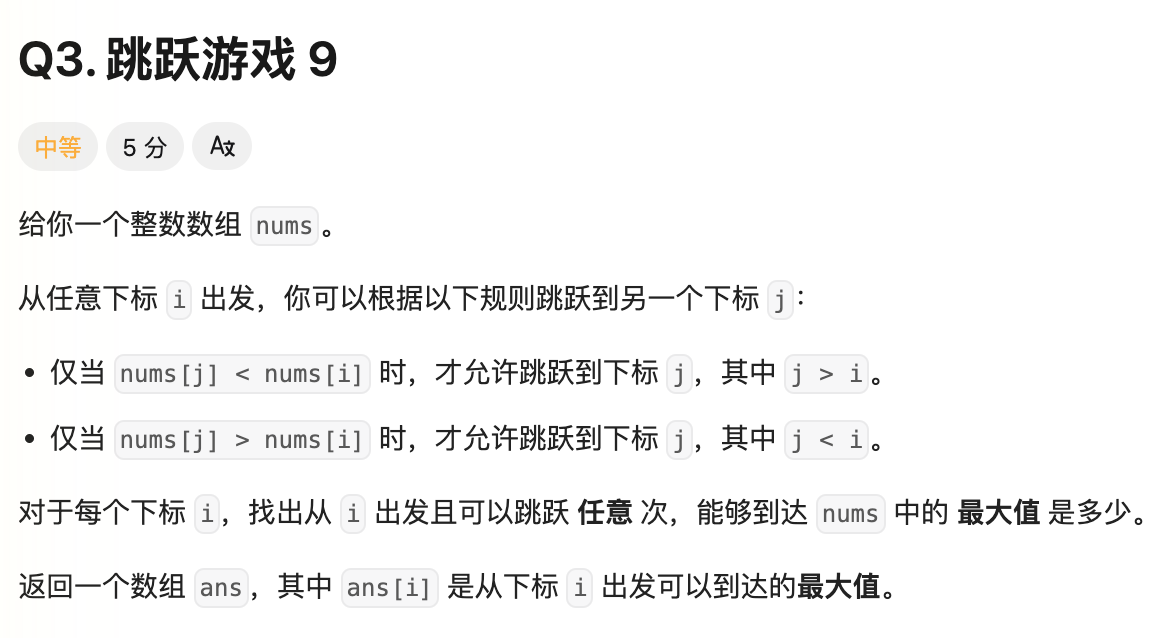 Q3. 跳跃游戏 9
中等 5 分 A文
给你一个整数数组 nums 。
从任意下标 i 出发，你可以根据以下规则跳跃到另一个下标 j：
• 仅当 nums[j] < nums[i] 时，才允许跳跃到下标 j，其中 j > i。
• 仅当 nums[j] > nums[i] 时，才允许跳跃到下标 j，其中 j < i。
对于每个下标 i，找出从 i 出发且可以跳跃 任意 次，能够到达 nums 中的 最大值 是多少。
返回一个数组 ans，其中 ans[i] 是从下标 i 出发可以到达的最大值。